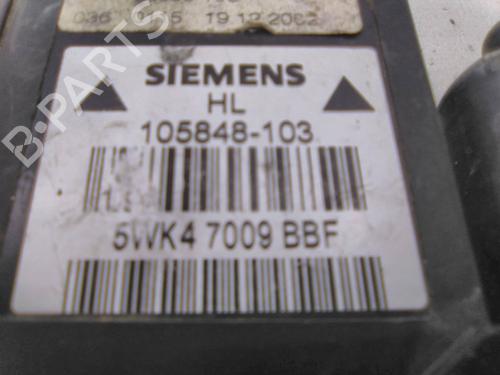 19.12.2002
SIEMENS
HL
105848-103
5WK4 7009 BBF
B-PARTS